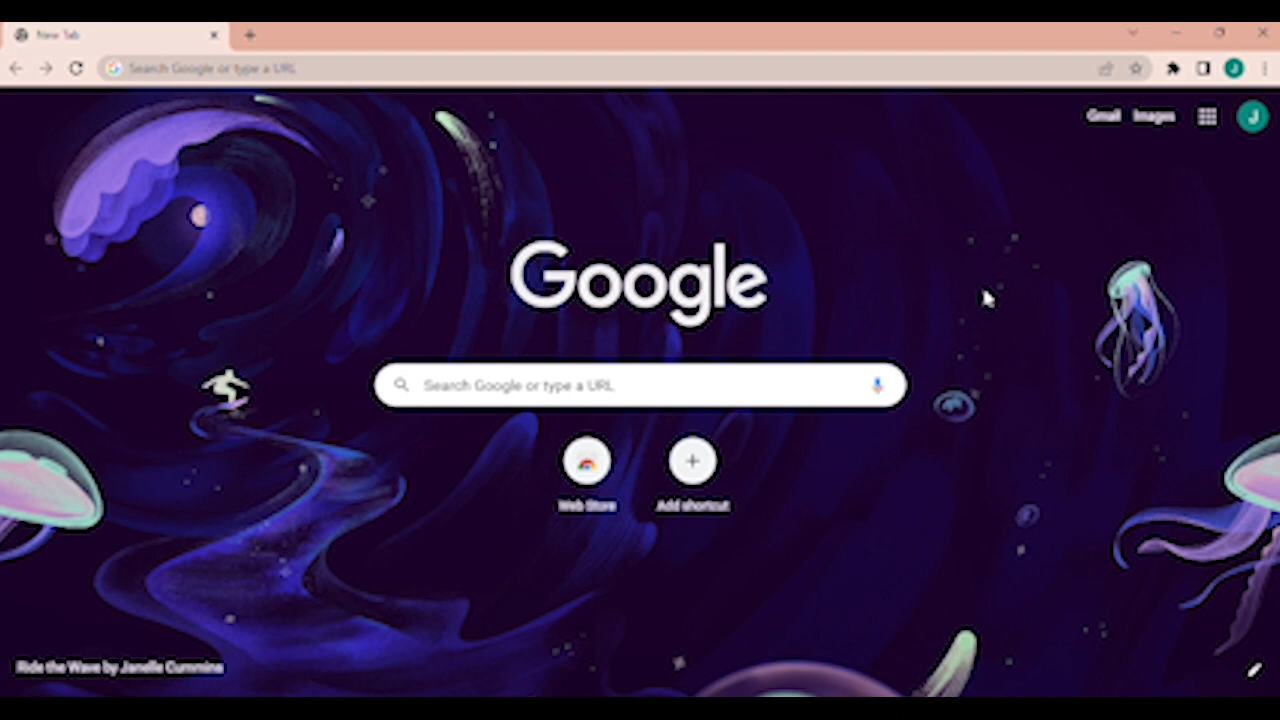 New Tab
Search Google or type a URL
J
Gmail Images J
Google
Search Google or type a URL
Web Store Add shortcut
Ride the Wave by Janelle Cummins